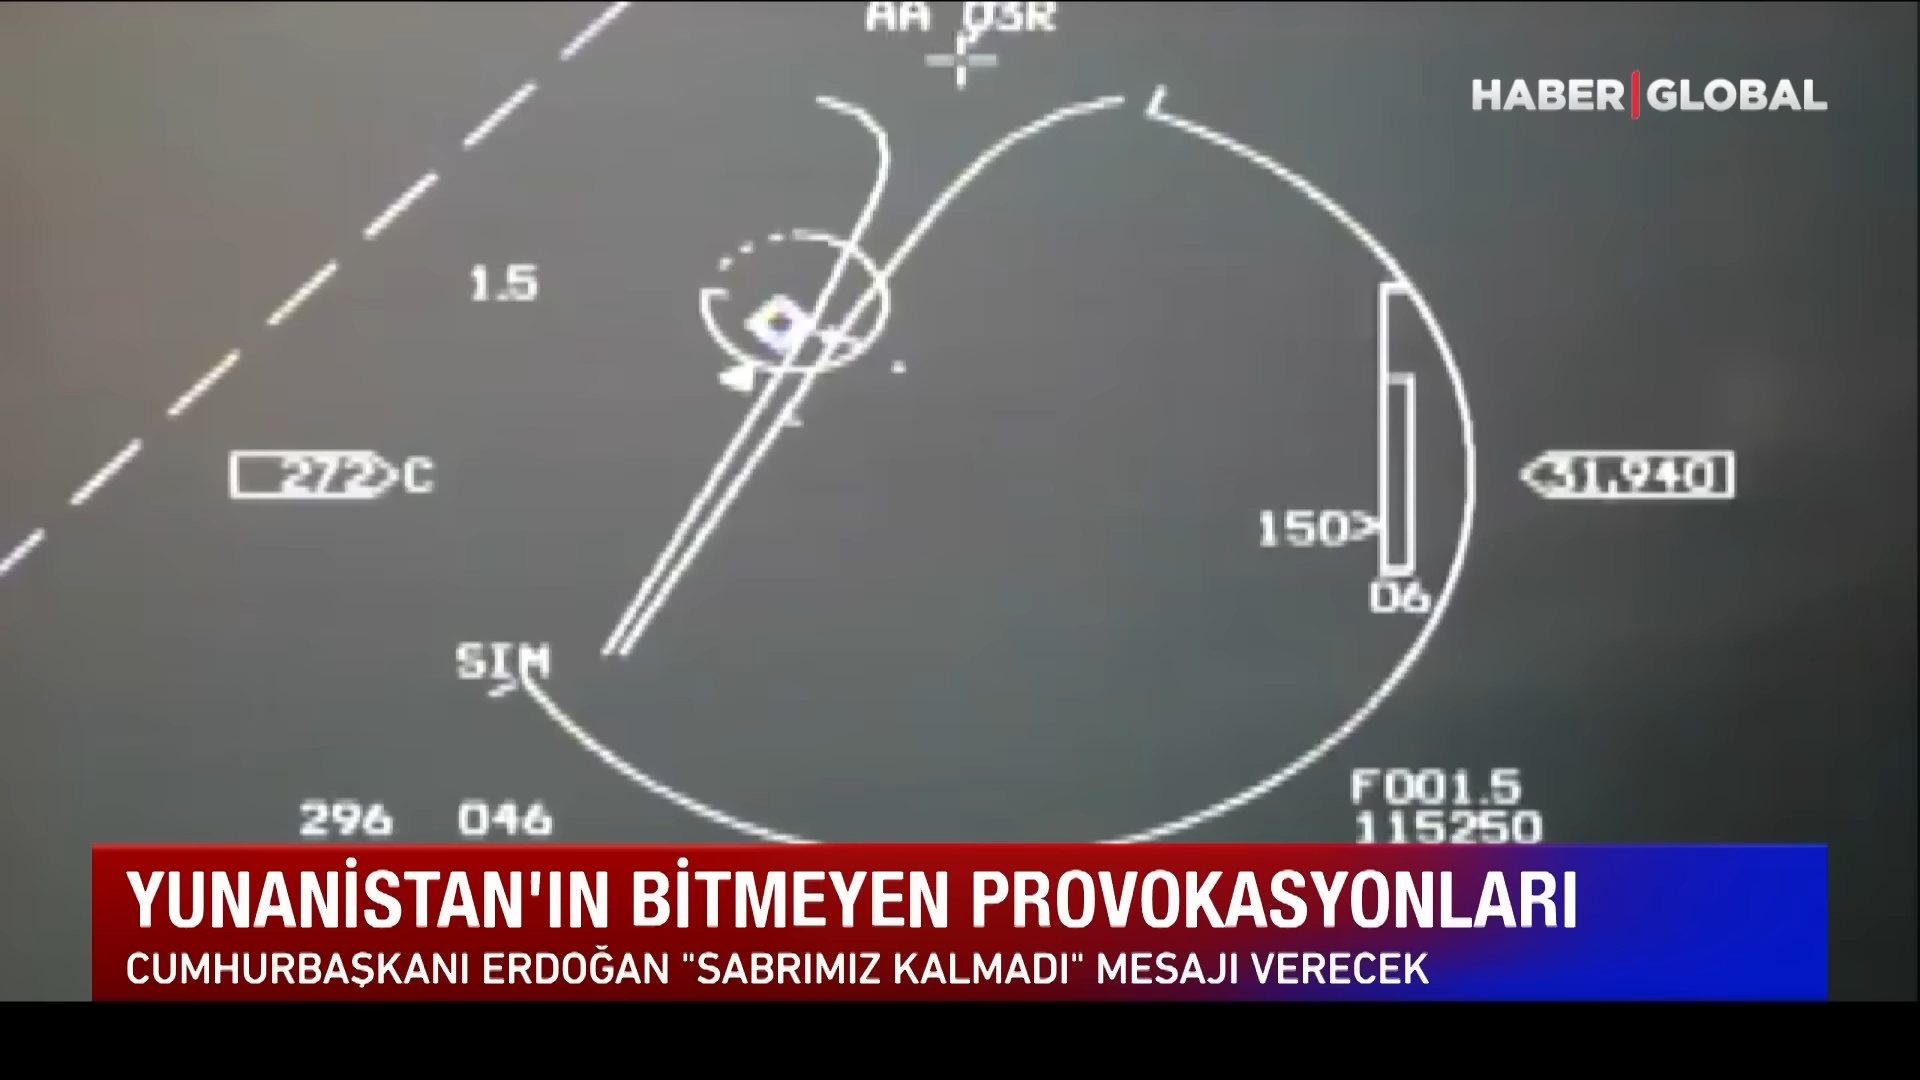 AA 03R
HABER GLOBAL
1.5
272 C
31.940
150>
06
SIM
296 046
F001.5
115250
YUNANİSTAN'IN BİTMEYEN PROVOKASYONLARI
CUMHURBAŞKANI ERDOĞAN "SABRIMIZ KALMADI" MESAJI VERECEK